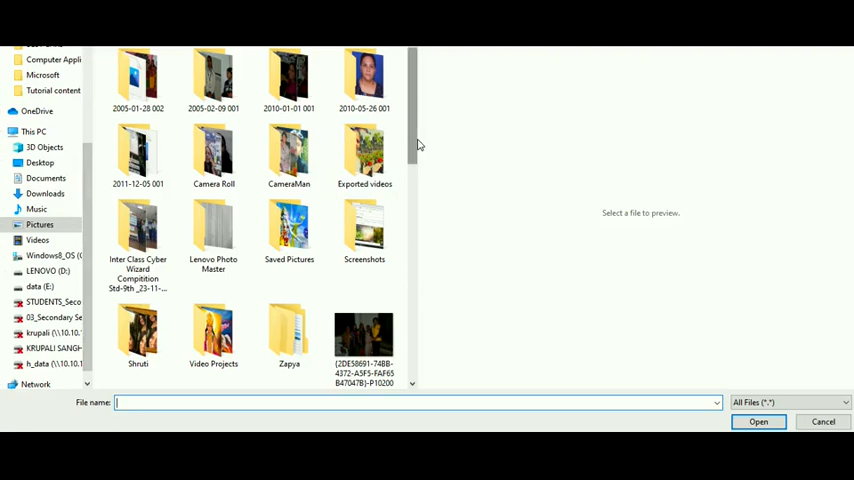 Computer Appli
Microsoft
Tutorial content
OneDrive
This PC
3D Objects
Desktop
Documents
Downloads
Music
Pictures
Videos
Windows8_OS (C
LENOVO (D:)
data (E:)
STUDENTS_Seco
03_Secondary Se
krupali (\\10.10.
KRUPALI SANGH
h_data (\\10.10.1
Network
2005-01-28 002
2005-02-09 001
2010-01-01 001
2010-05-26 001
2011-12-05 001
Camera Roll
CameraMan
Exported videos
Inter Class Cyber
Wizard
Compitition
Std-9th _23-11-...
Lenovo Photo
Master
Saved Pictures
Screenshots
Shruti
Video Projects
Zapya
{2DE58691-74BB-
4372-A5F5-FAF65
B47047B}-P10200
Select a file to preview.
File name:
All Files (*.*)
Open
Cancel